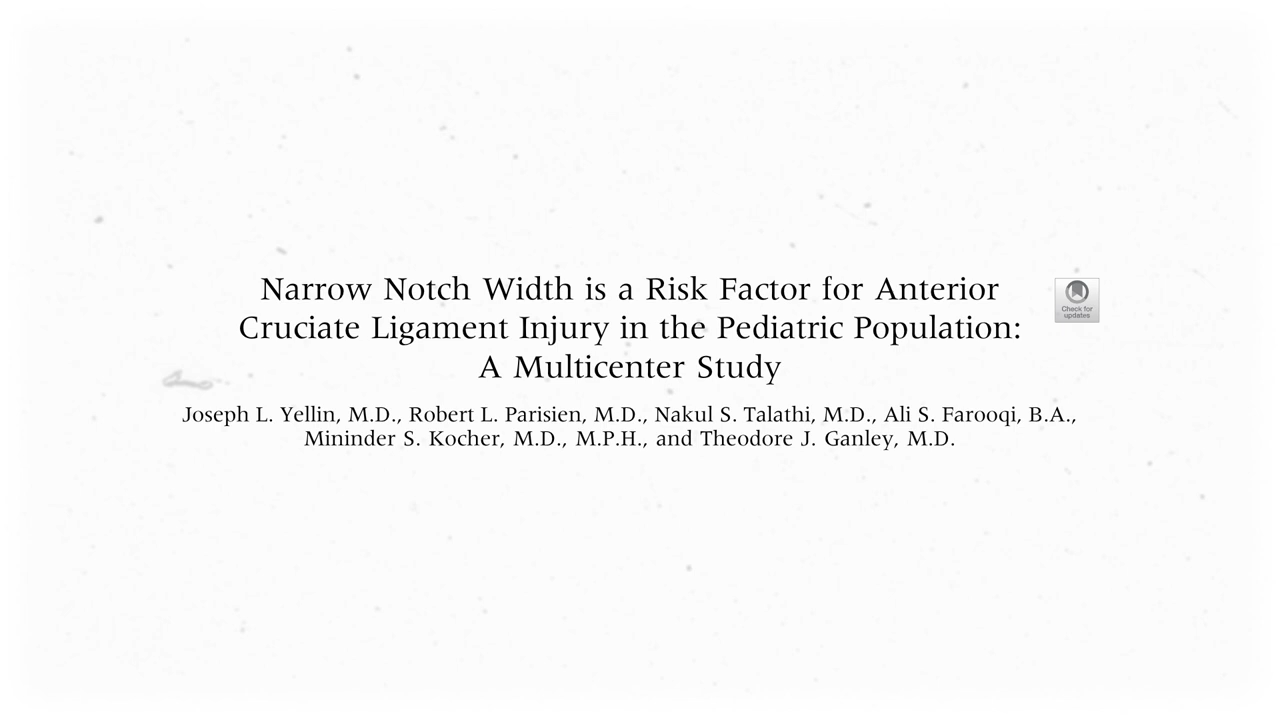 Narrow Notch Width is a Risk Factor for Anterior
Cruciate Ligament Injury in the Pediatric Population:
A Multicenter Study
Check for
updates
Joseph L. Yellin, M.D., Robert L. Parisien, M.D., Nakul S. Talathi, M.D., Ali S. Farooqi, B.A.,
Mininder S. Kocher, M.D., M.P.H., and Theodore J. Ganley, M.D.